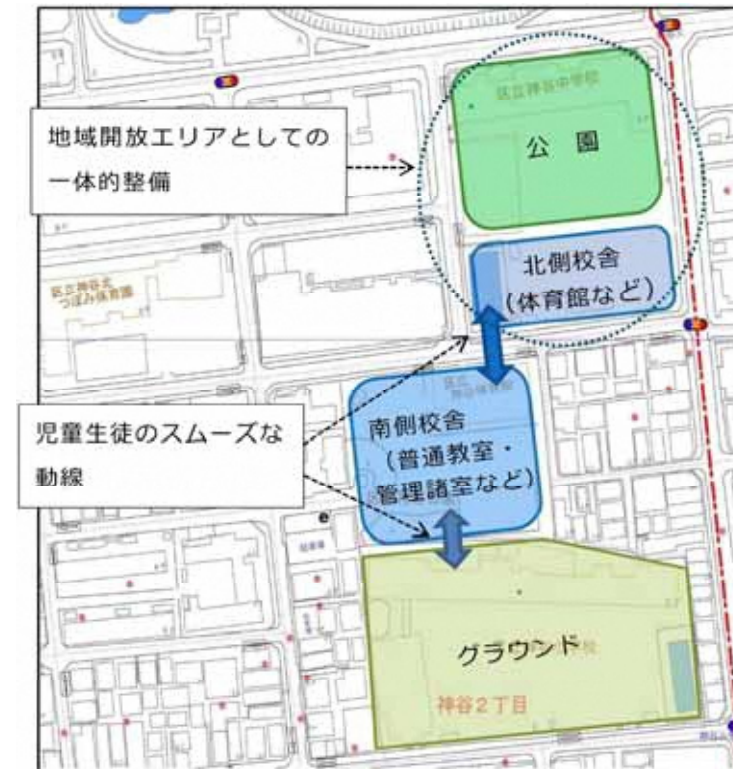 区立神谷中学校
公 園
地域開放エリアとしての
一体的整備
北側校舎
(体育館など)
区立神谷北
つぼみ保育園
南側校舎
(普通教室・
管理諸室など)
児童生徒のスムーズな
動線
グラウンド
神谷2丁目